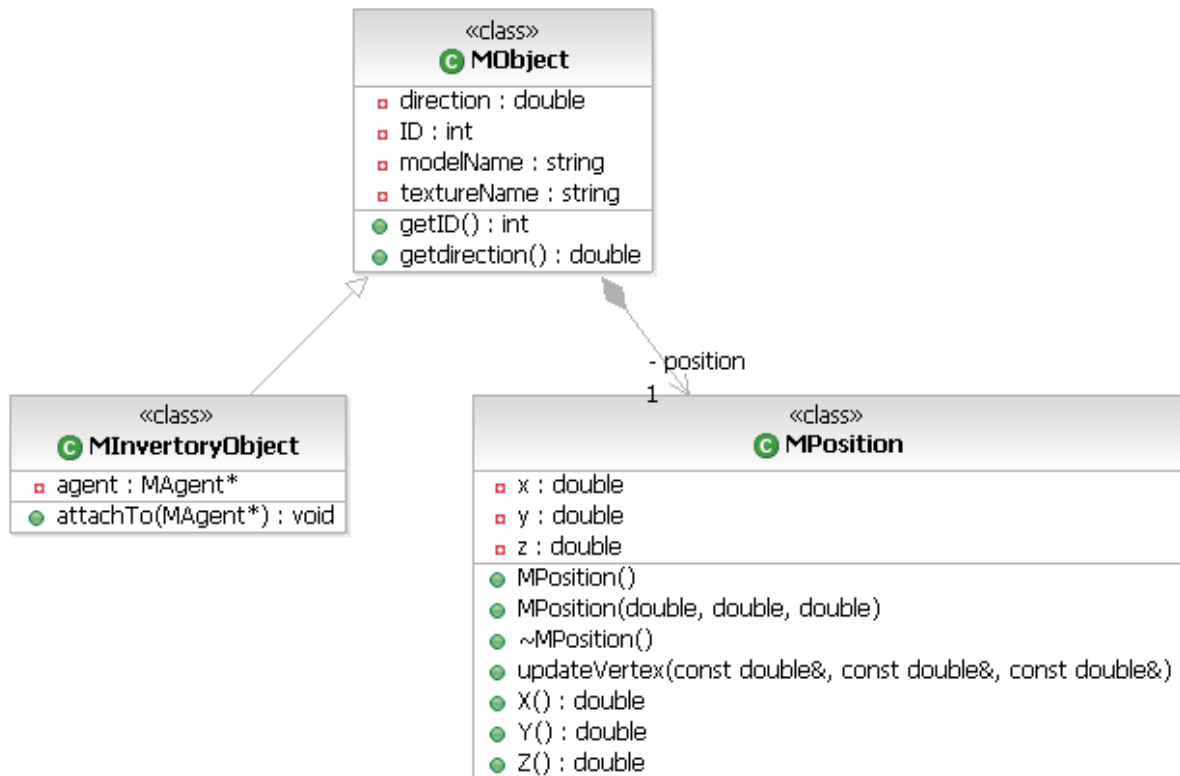 «class»
C MObject
direction : double
ID : int
modelName : string
textureName : string
getID() : int
getdirection() : double
- position
1
«class»
C MInvertoryObject
agent : MAgent*
attachTo(MAgent*) : void
«class»
C MPosition
x : double
y : double
z : double
MPosition()
MPosition(double, double, double)
~MPosition()
updateVertex(const double&, const double&, const double&)
X() : double
Y() : double
Z() : double